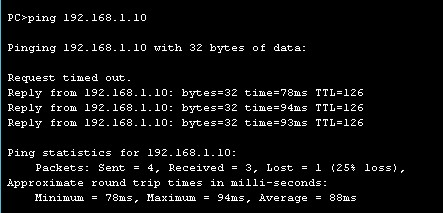 PC>ping 192.168.1.10
Pinging 192.168.1.10 with 32 bytes of data:
Request timed out.
Reply from 192.168.1.10: bytes=32 time=78ms TTL=126
Reply from 192.168.1.10: bytes=32 time=94ms TTL=126
Reply from 192.168.1.10: bytes=32 time=93ms TTL=126
Ping statistics for 192.168.1.10:
Packets: Sent = 4, Received = 3, Lost = 1 (25% loss),
Approximate round trip times in milli-seconds:
Minimum = 78ms, Maximum = 94ms, Average = 88ms